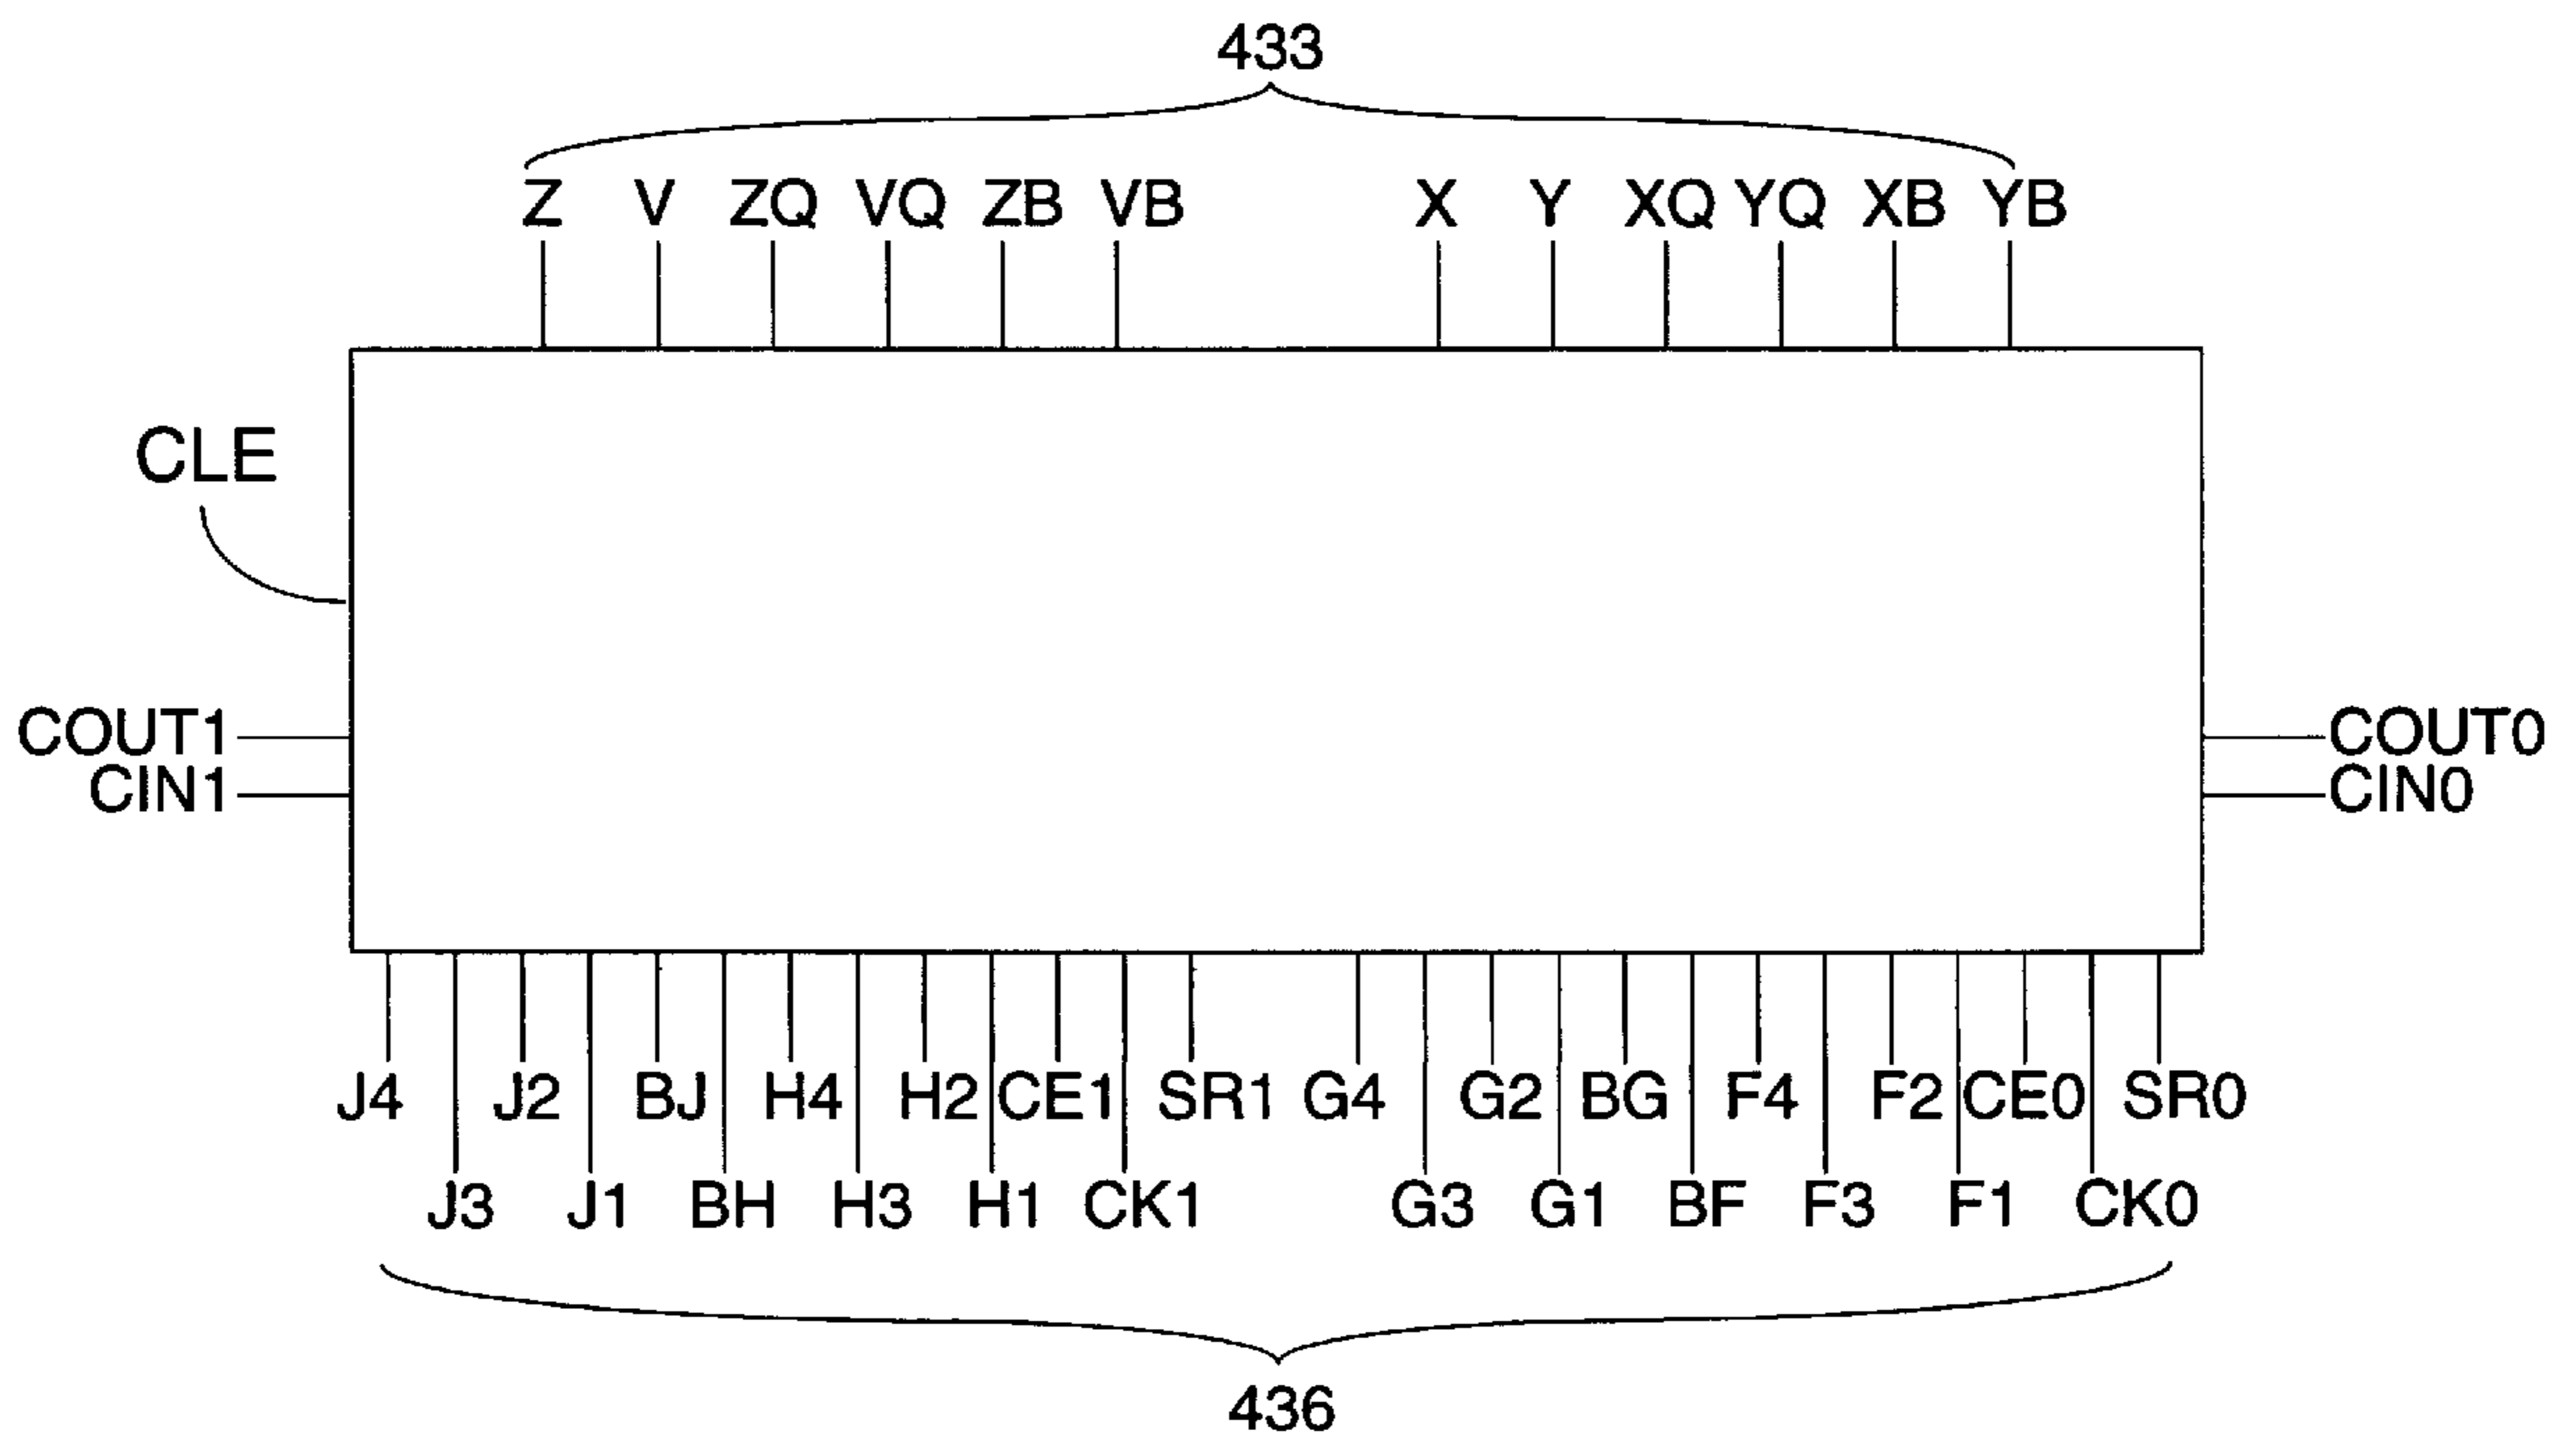 433
Z V ZQ VQ ZB VB X Y XQ YQ XB YB
CLE
COUT1 COUT0
CIN1 CIN0
J4 J2 BJ H4 H2 CE1 SR1 G4 G2 BG F4 F2 CE0 SR0
J3 J1 BH H3 H1 CK1 G3 G1 BF F3 F1 CK0
436